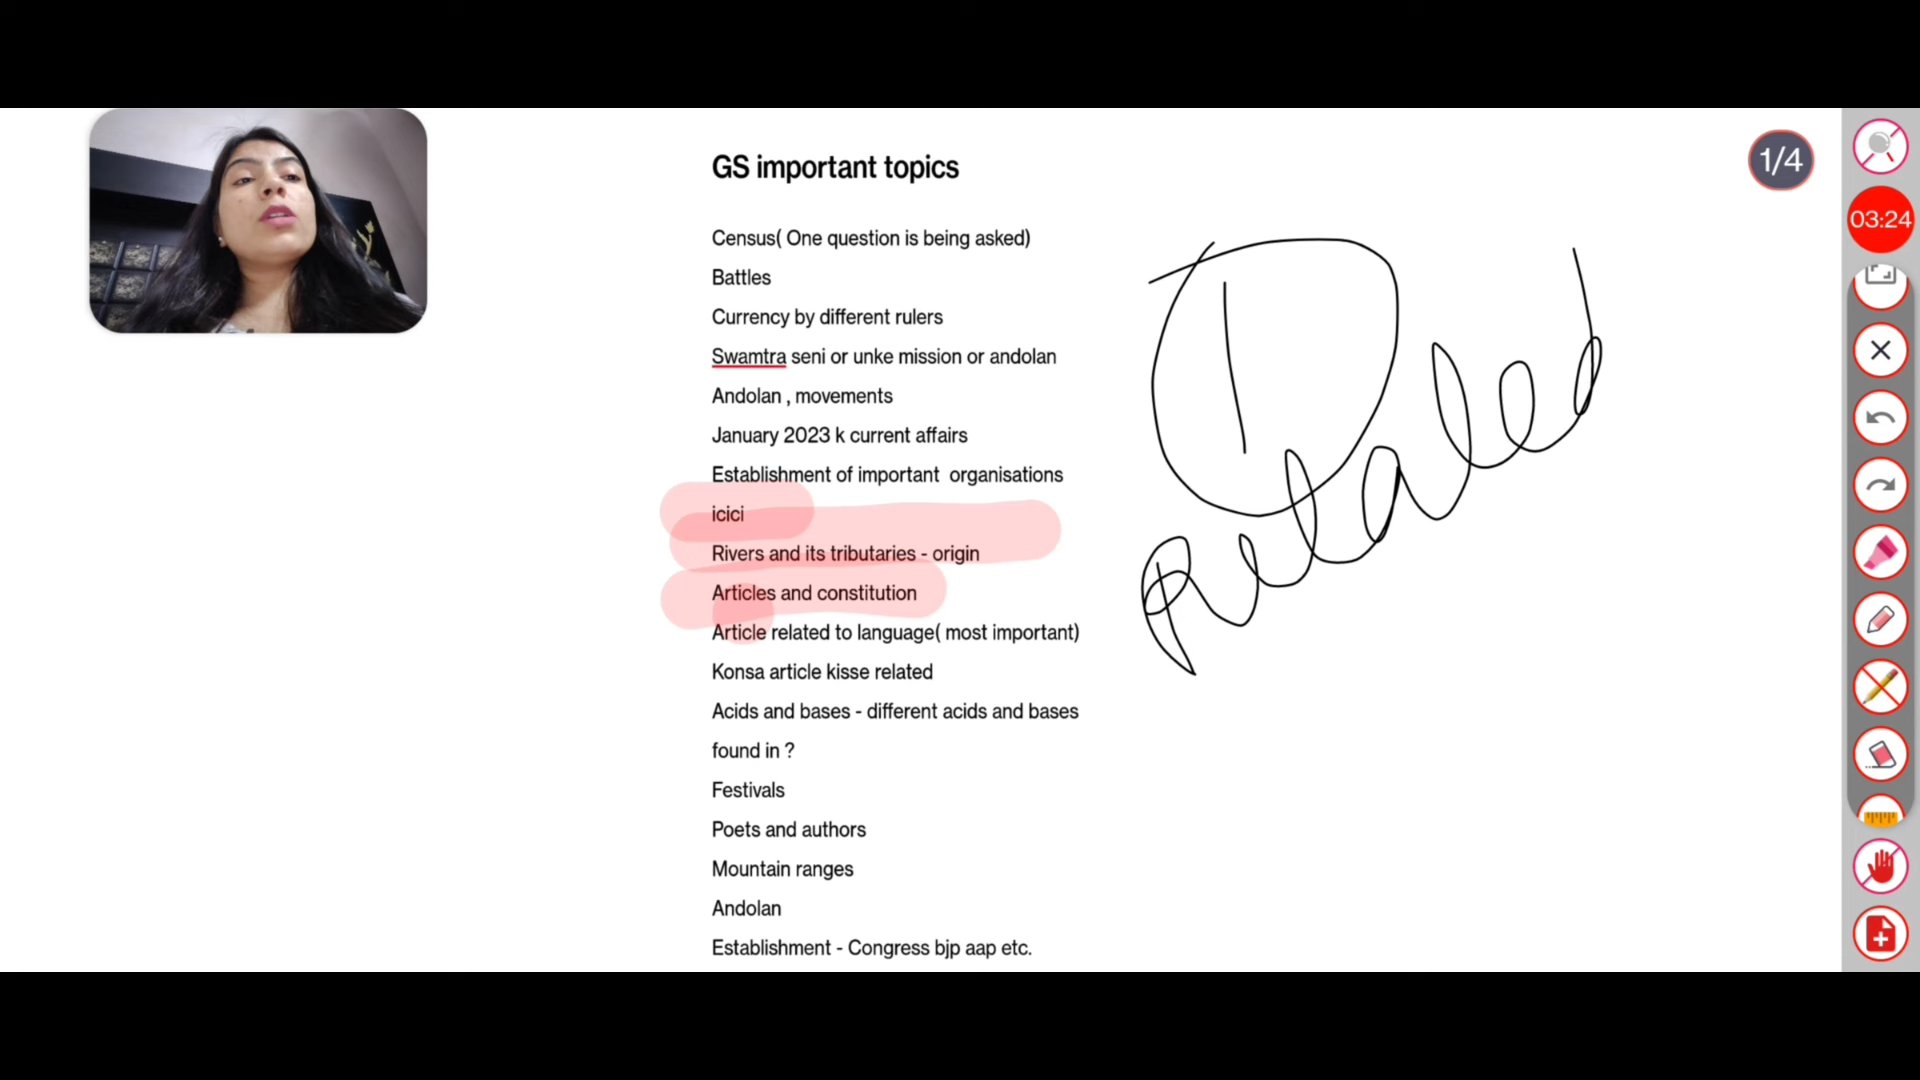 GS important topics
1/4
03:24
Census( One question is being asked)
Battles
Currency by different rulers
Swamtra seni or unke mission or andolan
Andolan , movements
January 2023 k current affairs
Establishment of important organisations
icici
Rivers and its tributaries - origin
Articles and constitution
Article related to language( most important)
Konsa article kisse related
Acids and bases - different acids and bases
found in ?
Festivals
Poets and authors
Mountain ranges
Andolan
Establishment - Congress bjp aap etc.